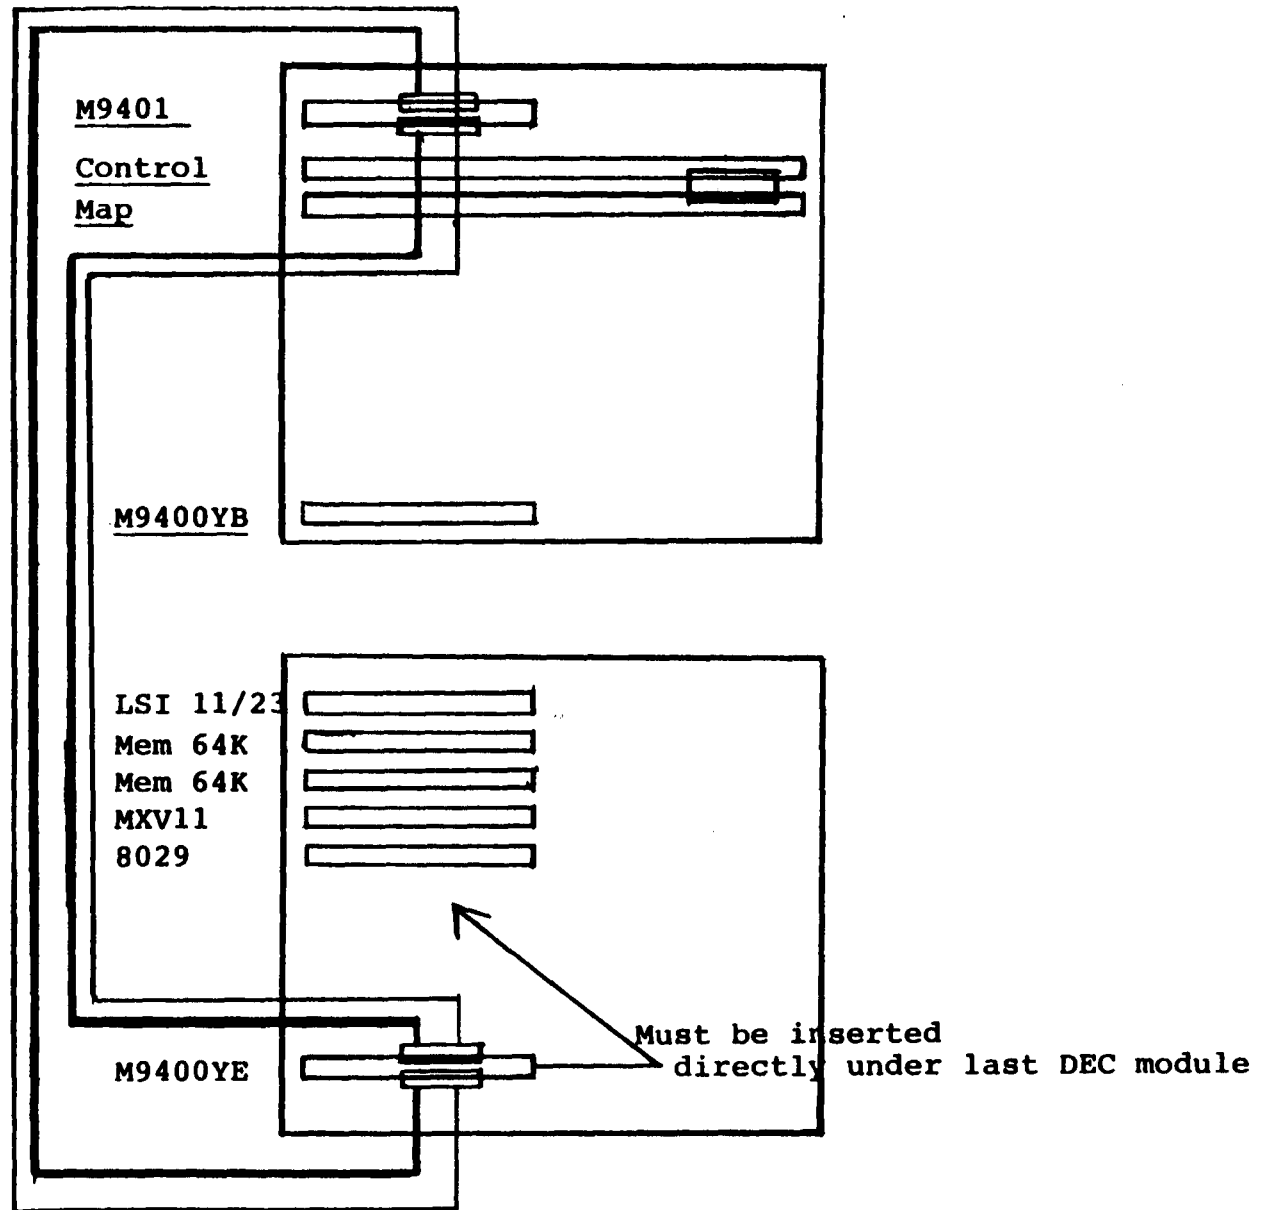 M9401
Control
Map
M9400YB
LSI 11/23
Mem 64K
Mem 64K
MXV11
8029
Must be inserted
directly under last DEC module
M9400YE